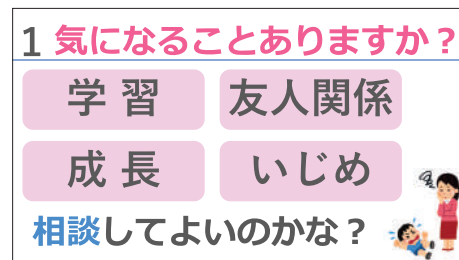 1 気になることありますか？
学 習 友人関係
成 長 いじめ
相談してよいのかな？